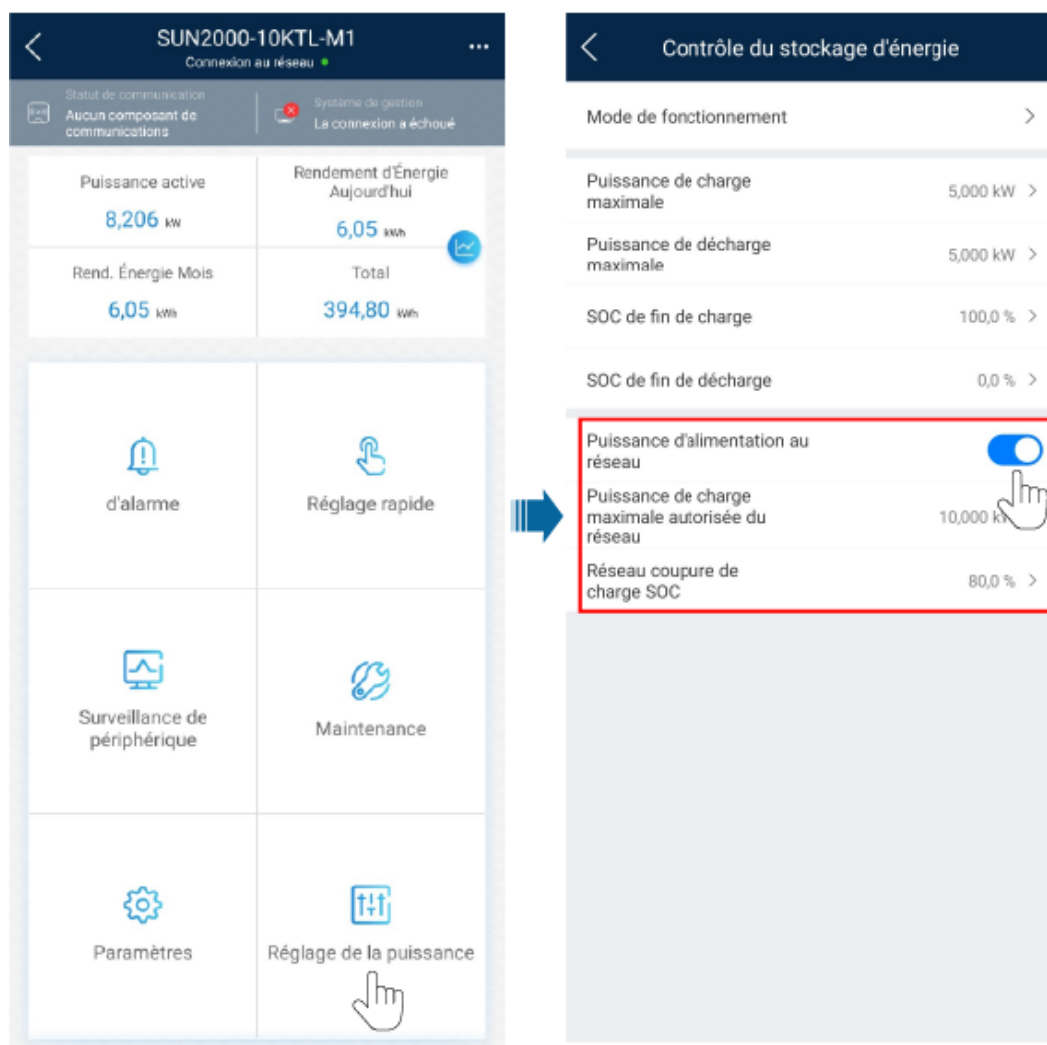 SUN2000-10KTL-M1
Connexion au réseau
Statut de communication
Aucun composant de
communications
Système de gestion
La connexion a échoué
Puissance active
8,206 kW
Rendement d'Énergie
Aujourd'hui
6,05 kWh
Rend. Énergie Mois
6,05 kWh
Total
394,80 kWh
d'alarme
Réglage rapide
Surveillance de
périphérique
Maintenance
Paramètres
Réglage de la puissance
Contrôle du stockage d'énergie
Mode de fonctionnement
Puissance de charge
maximale
5,000 kW
Puissance de décharge
maximale
5,000 kW
SOC de fin de charge
100,0 %
SOC de fin de décharge
0,0 %
Puissance d'alimentation au
réseau
Puissance de charge
maximale autorisée du
réseau
10,000
Réseau coupure de
charge SOC
80,0 %